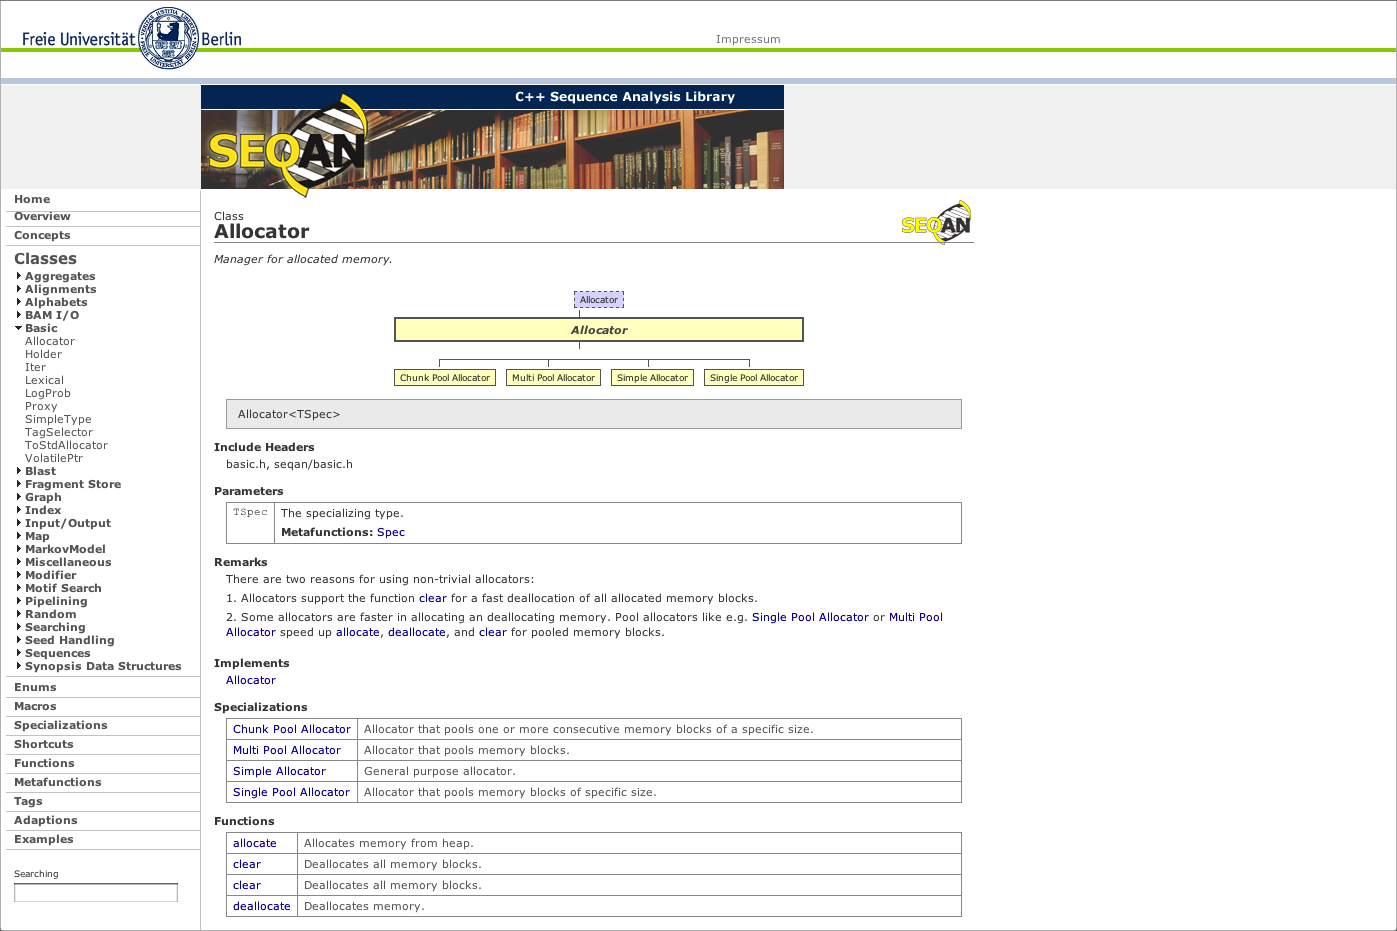 Freie Universität Berlin
Impressum
C++ Sequence Analysis Library
SEQAN
Home
Overview
Concepts
Classes
Aggregates
Alignments
Alphabets
BAM I/O
Basic
Allocator
Holder
Iter
Lexical
LogProb
Proxy
SimpleType
TagSelector
ToStdAllocator
VolatilePtr
Blast
Fragment Store
Graph
Index
Input/Output
Map
MarkovModel
Miscellaneous
Modifier
Motif Search
Pipelining
Random
Searching
Seed Handling
Sequences
Synopsis Data Structures
Enums
Macros
Specializations
Shortcuts
Functions
Metafunctions
Tags
Adaptions
Examples
Searching
Class
Allocator
SEQAN
Manager for allocated memory.
Allocator
Allocator
Chunk Pool Allocator Multi Pool Allocator Simple Allocator Single Pool Allocator
Allocator<TSpec>
Include Headers
basic.h, seqan/basic.h
Parameters
TSpec The specializing type.
Metafunctions: Spec
Remarks
There are two reasons for using non-trivial allocators:
1. Allocators support the function clear for a fast deallocation of all allocated memory blocks.
2. Some allocators are faster in allocating an deallocating memory. Pool allocators like e.g. Single Pool Allocator or Multi Pool
Allocator speed up allocate, deallocate, and clear for pooled memory blocks.
Implements
Allocator
Specializations
Chunk Pool Allocator Allocator that pools one or more consecutive memory blocks of a specific size.
Multi Pool Allocator Allocator that pools memory blocks.
Simple Allocator General purpose allocator.
Single Pool Allocator Allocator that pools memory blocks of specific size.
Functions
allocate Allocates memory from heap.
clear Deallocates all memory blocks.
clear Deallocates all memory blocks.
deallocate Deallocates memory.